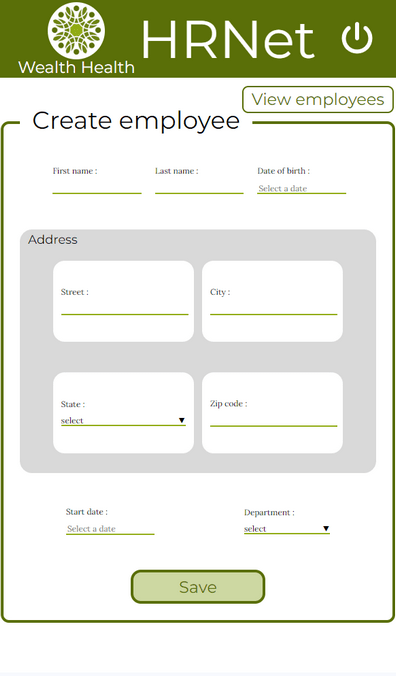 HRNet
Wealth Health
View employees
Create employee
First name :
Last name :
Date of birth :
Select a date
Address
Street :
City :
State :
select
Zip code :
Start date :
Select a date
Department :
select
Save